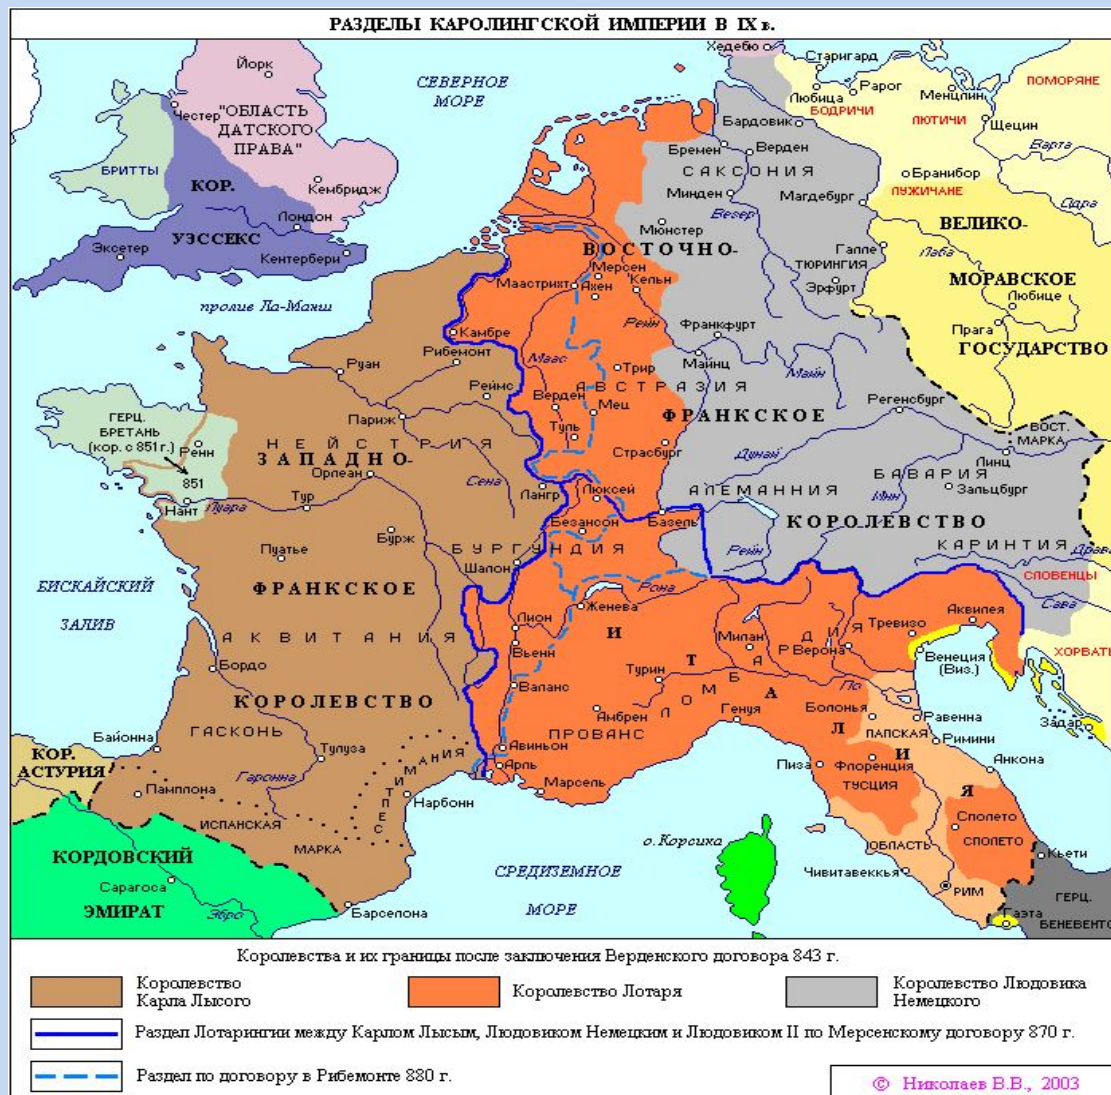 РАЗДЕЛЫ КАРОЛИНГСКОЙ ИМПЕРИИ В IX в.
Йорк
СЕВЕРНОЕ
МОРЕ
Хедебю
Старигард
Любица
Рарог
Менцлин
ПОМОРЯНЕ
БОДРИЧИ
ЛЮТИЧИ
Щецин
Варта
Честер
"ОБЛАСТЬ
ДАТСКОГО
ПРАВА"
Бардовик
Бремен
Верден
САКСОНИЯ
БРИТТЫ
КОР.
УЭССЕКС
Кембридж
Лондон
Минден
Магдебург
Везер
Мюнстер
Бранибор
ЛУЖИЧАНЕ
Одра
Эксетер
Кентербери
ВЕЛИКО-
МОРАВСКОЕ
ГОСУДАРСТВО
ВОСТОЧНО-
Галле
Лаба
ТЮРИНГИЯ
Эрфурт
Мерсен
Маастрихт
Ахен
Кельн
Любице
Прага
пролив Ла-Манш
Камбре
Рейн
Франкфурт
Руан
Рибемонт
Маас
Трир
Майнц
Майн
Реймс
АВСТРАЗИЯ
Верден
Мец
ФРАНКСКОЕ
Регенсбург
Париж
Туль
ГЕРЦ.
БРЕТАНЬ
(кор. с 851 г.)
Ренн
851
НЕЙСТРИЯ
ЗАПАДНО-
Орлеан
Страсбург
Дунай
ВОСТ.
МАРКА
Линц
БАВАРИЯ
Сена
Лангр
Люксей
АЛЕМАННИЯ
Инн
Зальцбург
Нант
Луара
Тур
Безансон
Базель
КОРОЛЕВСТВО
Бурж
БУРГУНДИЯ
Пуатье
Шалон
Рейн
КАРИНТИЯ
Драва
БИСКАЙСКИЙ
ЗАЛИВ
ФРАНКСКОЕ
Рона
Женева
СЛОВЕНЦЫ
Сава
Лион
АКВИТАНИЯ
Вьенн
ИТАЛИЯ
Милан
ЛОМБАРДИЯ
Верона
Тревизо
Аквилея
Бордо
Турин
Венеция
(Виз.)
ХОРВАТЫ
КОРОЛЕВСТВО
Валанс
Амбрен
По
Генуя
Болонья
Равенна
Задар
ГАСКОНЬ
ПРОВАНС
ПАПСКАЯ
Римини
Байонна
Тулуза
Авиньон
Арль
КОР.
АСТУРИЯ
СЕПТИМАНИЯ
Пиза
Флоренция
ТУСЦИЯ
Анкона
Гаронна
Марсель
Памплона
Нарбонн
ИСПАНСКАЯ
МАРКА
о. Корсика
Сполето
СПОЛЕТО
ОБЛАСТЬ
Кьети
КОРДОВСКИЙ
ЭМИРАТ
Сарагоса
Эбро
Барселона
СРЕДИЗЕМНОЕ
МОРЕ
Чивитавеккья
РИМ
Гаэта
ГЕРЦ.
БЕНЕВЕНТО
Королевства и их границы после заключения Верденского договора 843 г.
Королевство
Карла Лысого
Королевство Лотаря
Королевство Людовика
Немецкого
Раздел Лотарингии между Карлом Лысым, Людовиком Немецким и Людовиком II по Мерсенскому договору 870 г.
Раздел по договору в Рибемонте 880 г.
© Николаев В.В., 2003